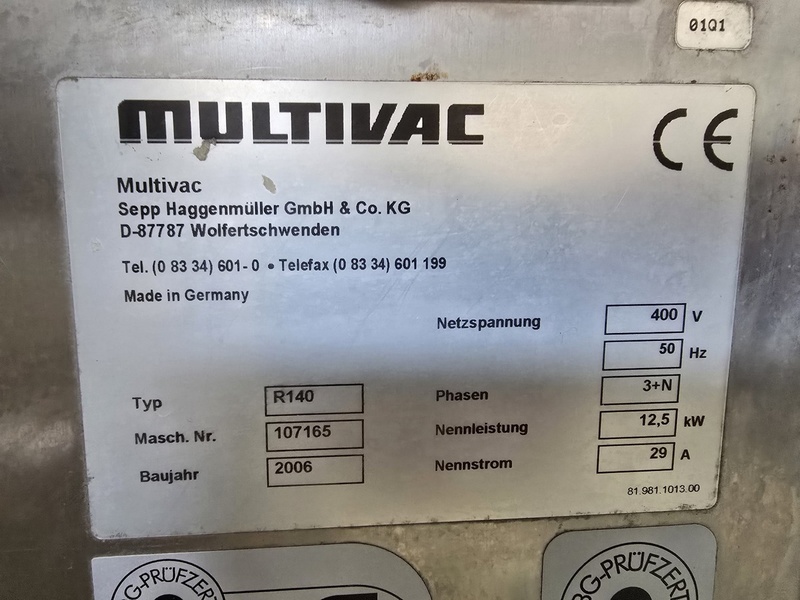 01Q1
MULTIVAC
CE
Multivac
Sepp Haggenmüller GmbH & Co. KG
D-87787 Wolfertschwenden
Tel. (0 83 34) 601- 0 • Telefax (0 83 34) 601 199
Made in Germany
Netzspannung 400 V
50 Hz
Typ R140 Phasen 3+N
Masch. Nr. 107165 Nennleistung 12,5 kW
Baujahr 2006 Nennstrom 29 A
81.981.1013.00
BG-PRÜFZERT
BG-PRÜFZERT